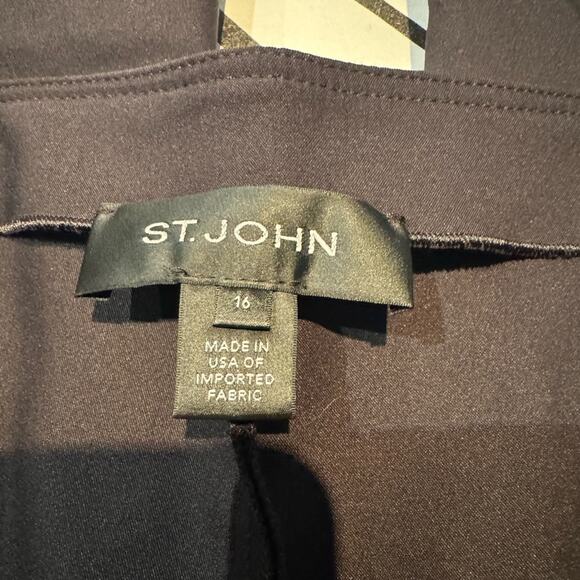 ST. JOHN
16
MADE IN
USA OF
IMPORTED
FABRIC